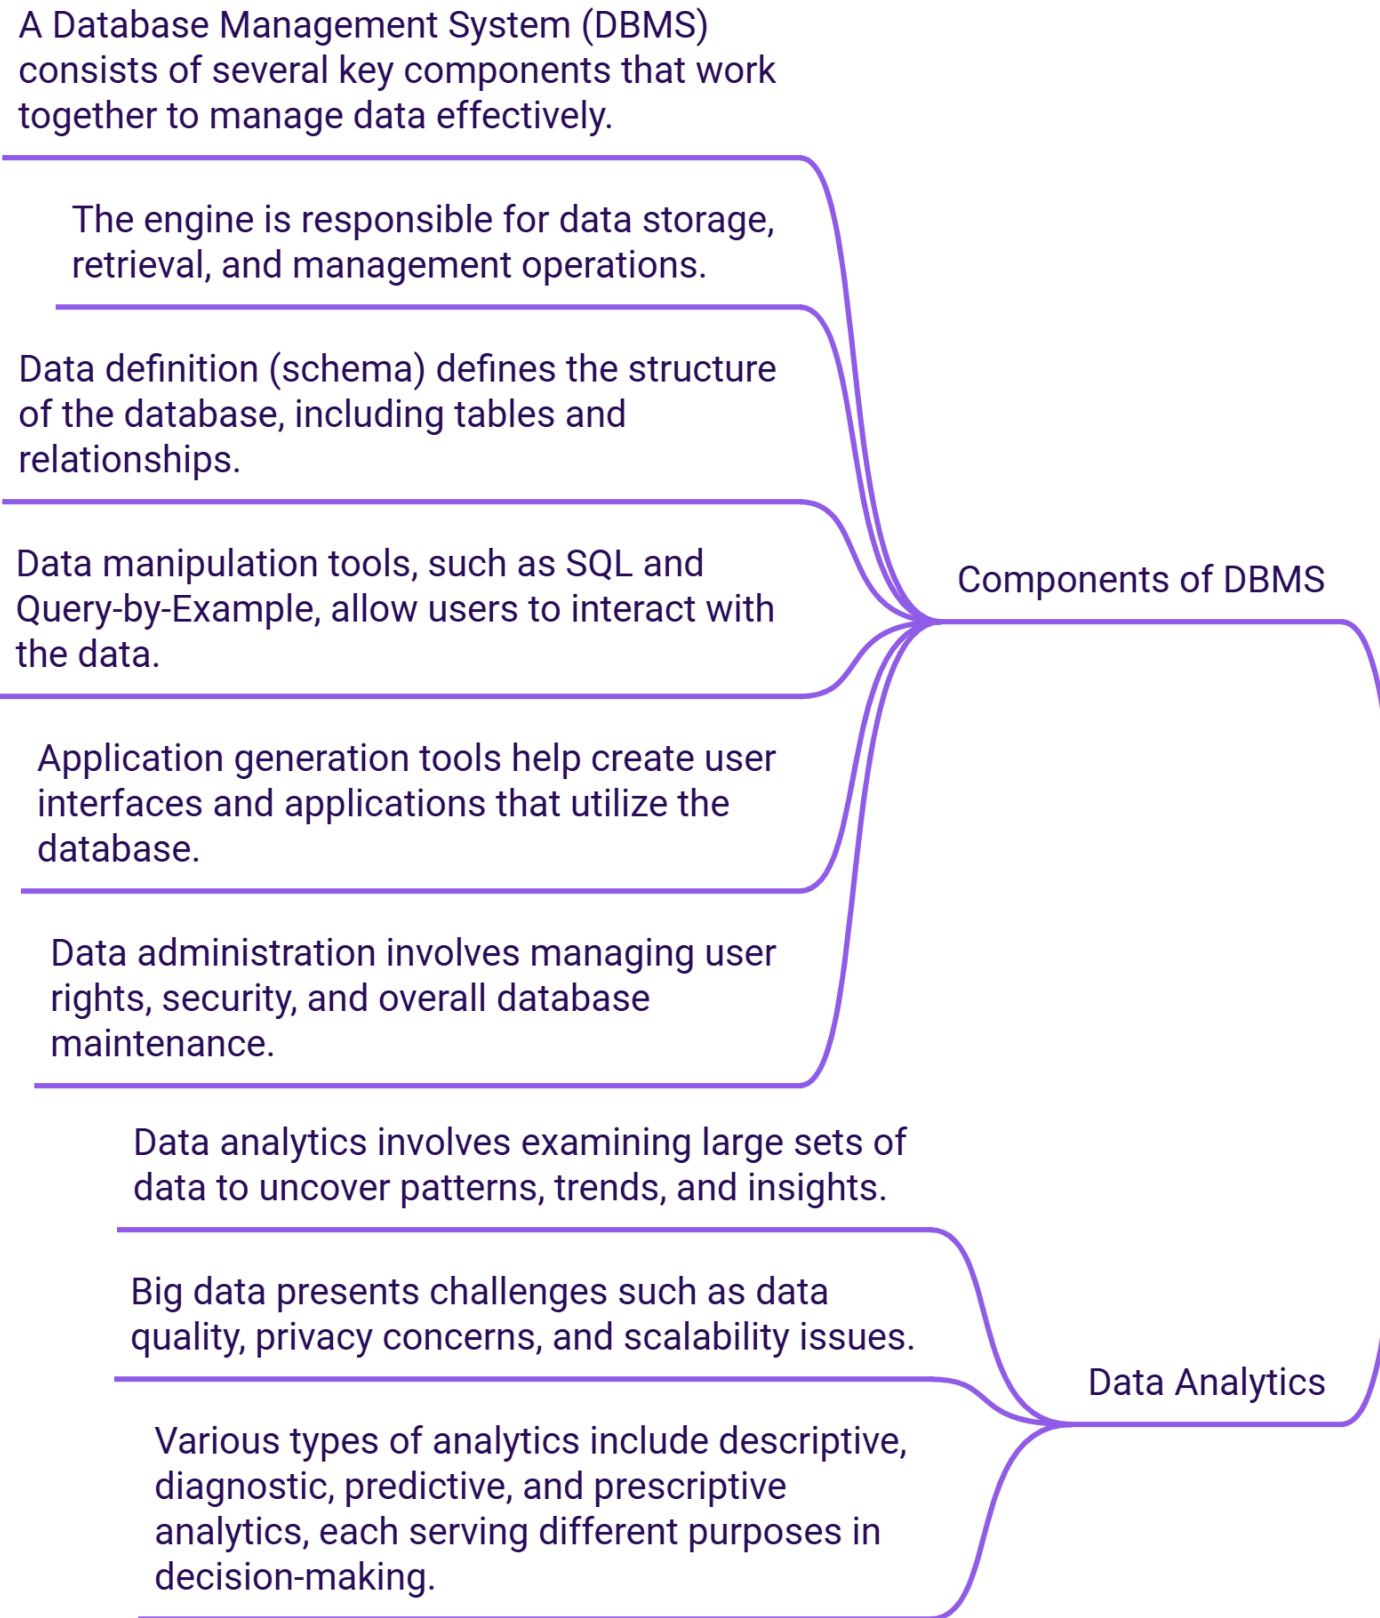 A Database Management System (DBMS)
consists of several key components that work
together to manage data effectively.
The engine is responsible for data storage,
retrieval, and management operations.
Data definition (schema) defines the structure
of the database, including tables and
relationships.
Data manipulation tools, such as SQL and
Query-by-Example, allow users to interact with
the data.
Components of DBMS
Application generation tools help create user
interfaces and applications that utilize the
database.
Data administration involves managing user
rights, security, and overall database
maintenance.
Data analytics involves examining large sets of
data to uncover patterns, trends, and insights.
Big data presents challenges such as data
quality, privacy concerns, and scalability issues.
Data Analytics
Various types of analytics include descriptive,
diagnostic, predictive, and prescriptive
analytics, each serving different purposes in
decision-making.